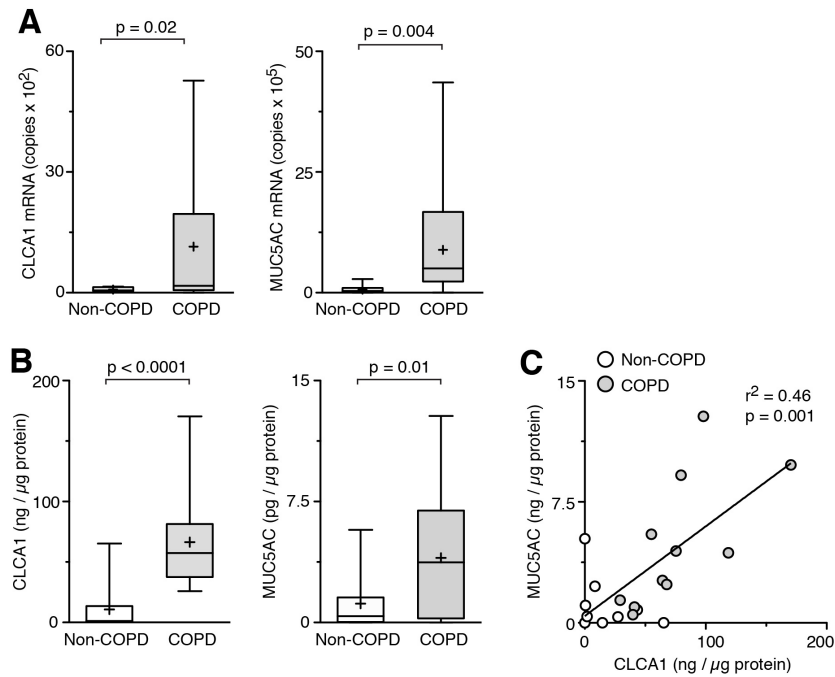 A
p = 0.02
CLCA1 mRNA (copies x 10²)
60
30
0
Non-COPD
COPD
p = 0.004
MUC5AC mRNA (copies x 10⁵)
50
25
0
Non-COPD
COPD
B
p < 0.0001
CLCA1 (ng / µg protein)
200
100
0
Non-COPD
COPD
p = 0.01
MUC5AC (pg / µg protein)
15
7.5
0
Non-COPD
COPD
C
Non-COPD
COPD
r² = 0.46
p = 0.001
MUC5AC (ng / µg protein)
15
7.5
0
0
100
200
CLCA1 (ng / µg protein)